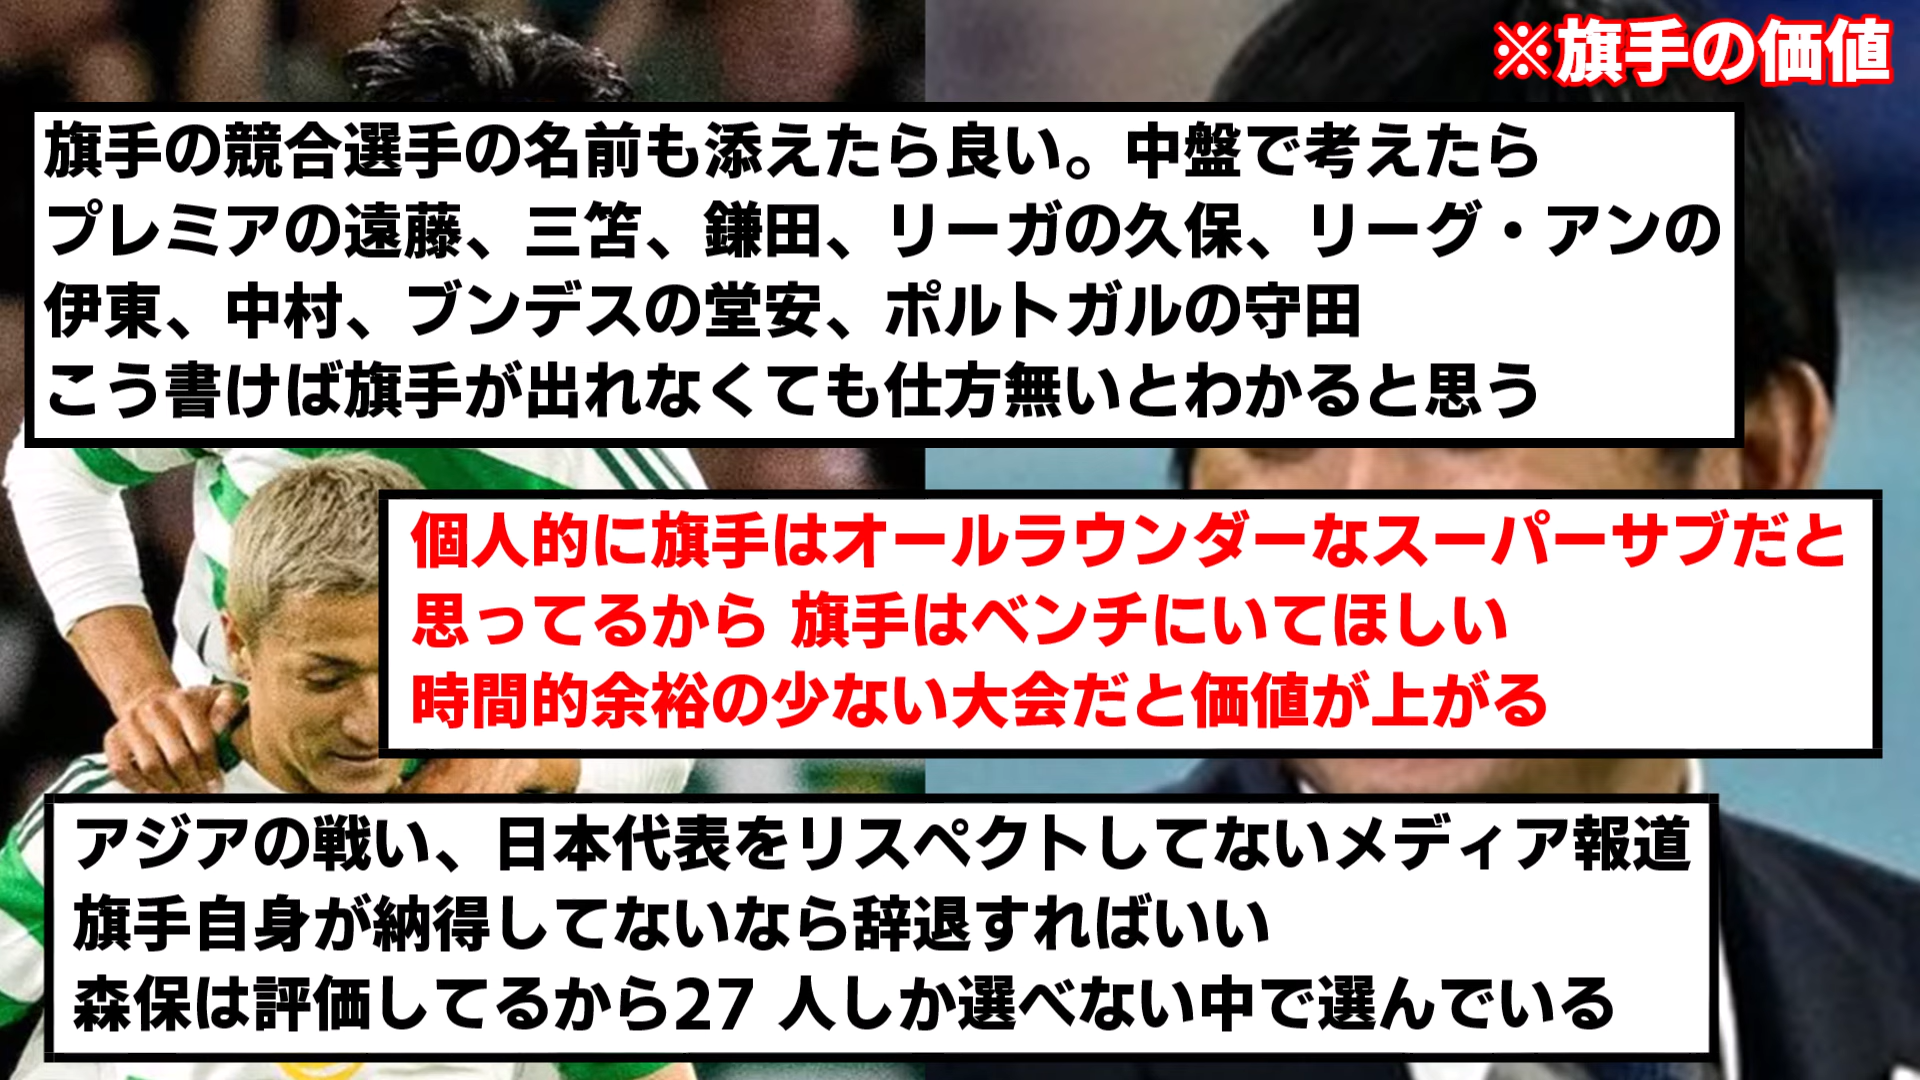 ※旗手の価値
旗手の競合選手の名前も添えたら良い。中盤で考えたら
プレミアの遠藤、三笘、鎌田、リーガの久保、リーグ・アンの
伊東、中村、ブンデスの堂安、ポルトガルの守田
こう書けば旗手が出れなくても仕方無いとわかると思う
個人的に旗手はオールラウンダーなスーパーサブだと
思ってるから 旗手はベンチにいてほしい
時間的余裕の少ない大会だと価値が上がる
アジアの戦い、日本代表をリスペクトしてないメディア報道
旗手自身が納得してないなら辞退すればいい
森保は評価してるから27 人しか選べない中で選んでいる